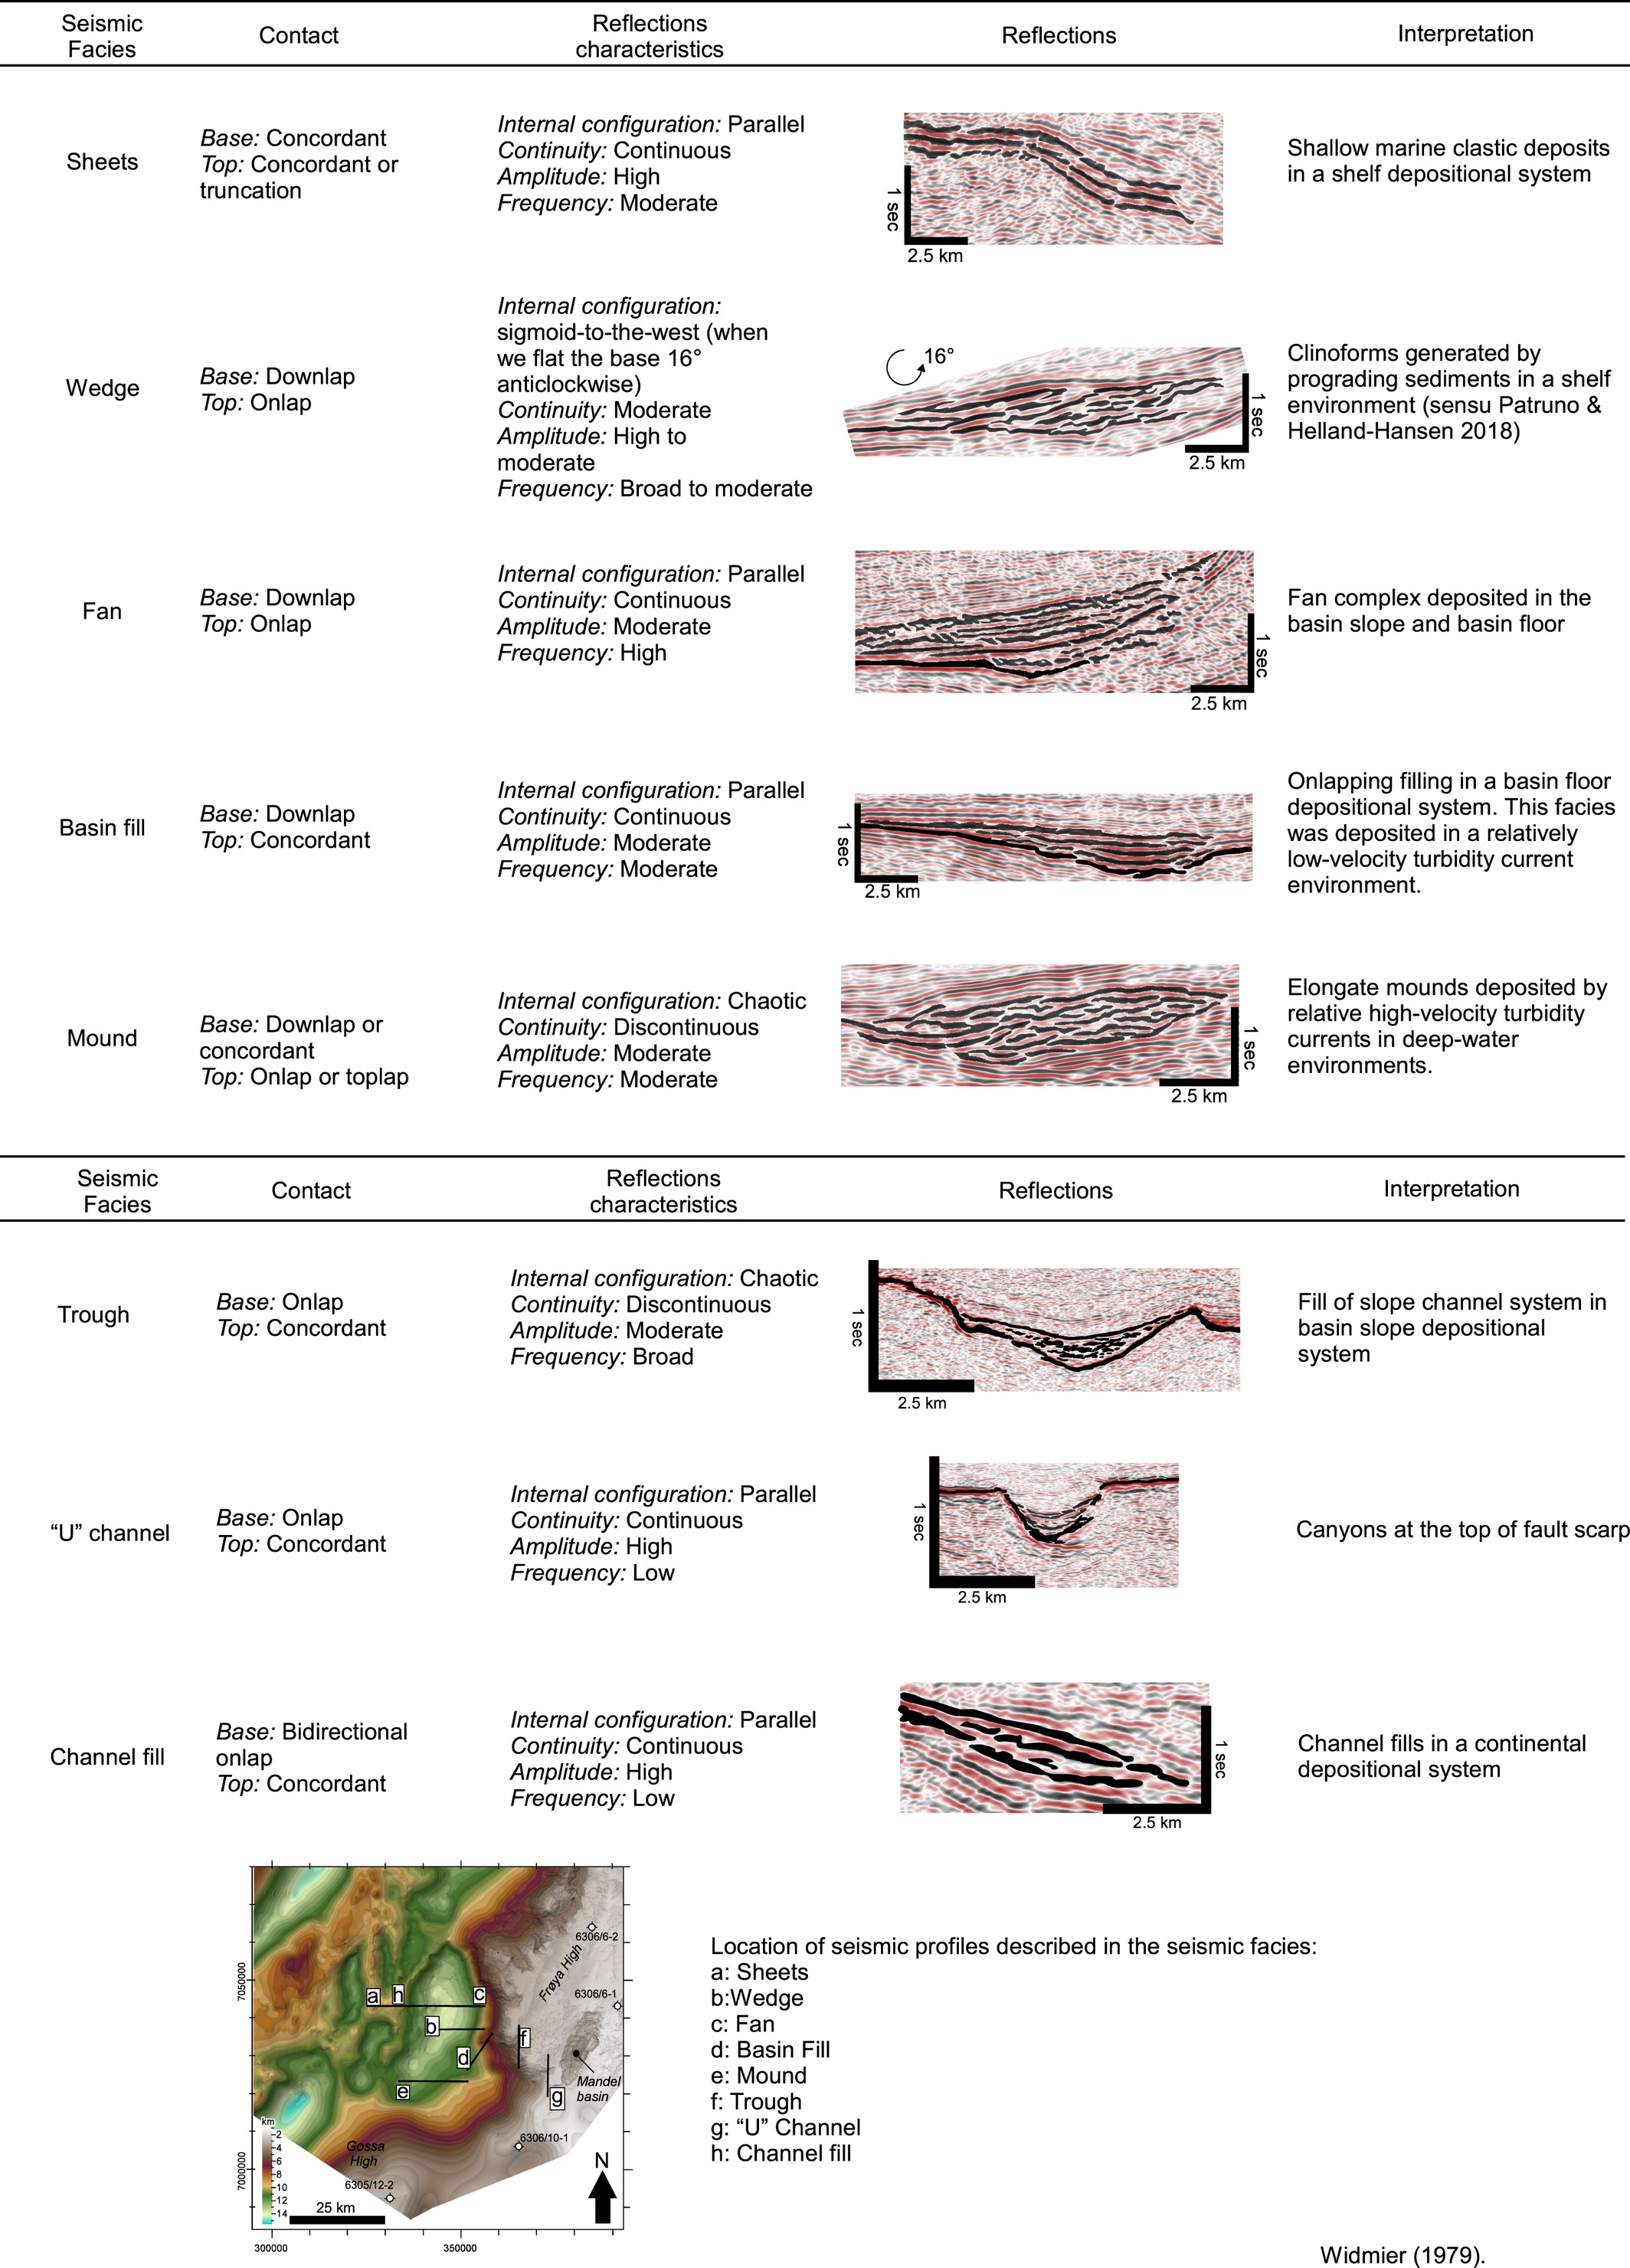 Seismic
Facies
Contact
Reflections
characteristics
Reflections
Interpretation
Sheets
Base: Concordant
Top: Concordant or
truncation
Internal configuration: Parallel
Continuity: Continuous
Amplitude: High
Frequency: Moderate
1 sec
2.5 km
Shallow marine clastic deposits
in a shelf depositional system
Wedge
Base: Downlap
Top: Onlap
Internal configuration:
sigmoid-to-the-west (when
we flat the base 16°
anticlockwise)
Continuity: Moderate
Amplitude: High to
moderate
Frequency: Broad to moderate
16°
1 sec
2.5 km
Clinoforms generated by
prograding sediments in a shelf
environment (sensu Patruno &
Helland-Hansen 2018)
Fan
Base: Downlap
Top: Onlap
Internal configuration: Parallel
Continuity: Continuous
Amplitude: Moderate
Frequency: High
1 sec
2.5 km
Fan complex deposited in the
basin slope and basin floor
Basin fill
Base: Downlap
Top: Concordant
Internal configuration: Parallel
Continuity: Continuous
Amplitude: Moderate
Frequency: Moderate
1 sec
2.5 km
Onlapping filling in a basin floor
depositional system. This facies
was deposited in a relatively
low-velocity turbidity current
environment.
Mound
Base: Downlap or
concordant
Top: Onlap or toplap
Internal configuration: Chaotic
Continuity: Discontinuous
Amplitude: Moderate
Frequency: Moderate
1 sec
2.5 km
Elongate mounds deposited by
relative high-velocity turbidity
currents in deep-water
environments.
Seismic
Facies
Contact
Reflections
characteristics
Reflections
Interpretation
Trough
Base: Onlap
Top: Concordant
Internal configuration: Chaotic
Continuity: Discontinuous
Amplitude: Moderate
Frequency: Broad
1 sec
2.5 km
Fill of slope channel system in
basin slope depositional
system
“U” channel
Base: Onlap
Top: Concordant
Internal configuration: Parallel
Continuity: Continuous
Amplitude: High
Frequency: Low
1 sec
2.5 km
Canyons at the top of fault scarp
Channel fill
Base: Bidirectional
onlap
Top: Concordant
Internal configuration: Parallel
Continuity: Continuous
Amplitude: High
Frequency: Low
1 sec
2.5 km
Channel fills in a continental
depositional system
6306/6-2
Frøya High
6306/6-1
7050000
a
h
c
b
f
d
e
g
Mandel
basin
km
-2
-4
-6
-8
-10
-12
-14
Gossa
High
6306/10-1
6305/12-2
7000000
25 km
N
300000
350000
Location of seismic profiles described in the seismic facies:
a: Sheets
b:Wedge
c: Fan
d: Basin Fill
e: Mound
f: Trough
g: “U” Channel
h: Channel fill
Widmier (1979).